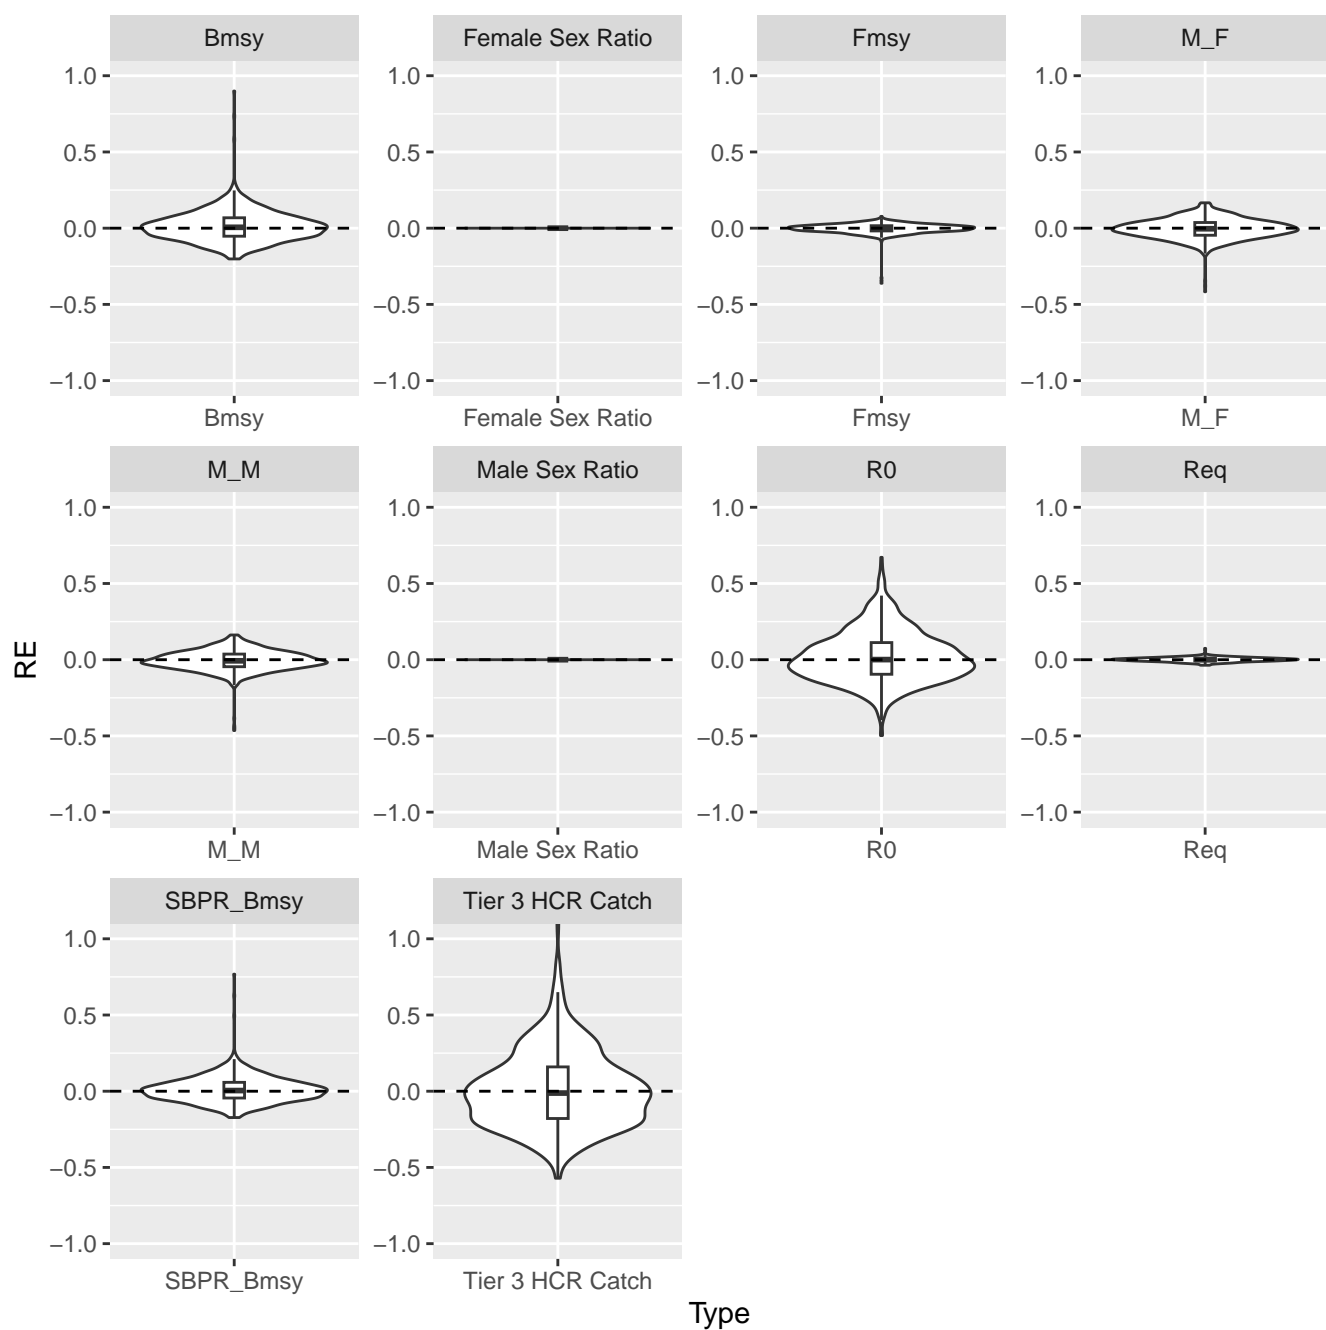 Bmsy Female Sex Ratio Fmsy M_F
1.0 1.0 1.0 1.0
0.5 0.5 0.5 0.5
0.0 0.0 0.0 0.0
−0.5 −0.5 −0.5 −0.5
−1.0 −1.0 −1.0 −1.0
Bmsy Female Sex Ratio Fmsy M_F
M_M Male Sex Ratio R0 Req
1.0 1.0 1.0 1.0
0.5 0.5 0.5 0.5
RE
0.0 0.0 0.0 0.0
−0.5 −0.5 −0.5 −0.5
−1.0 −1.0 −1.0 −1.0
M_M Male Sex Ratio R0 Req
SBPR_Bmsy Tier 3 HCR Catch
1.0 1.0
0.5 0.5
0.0 0.0
−0.5 −0.5
−1.0 −1.0
SBPR_Bmsy Tier 3 HCR Catch
Type